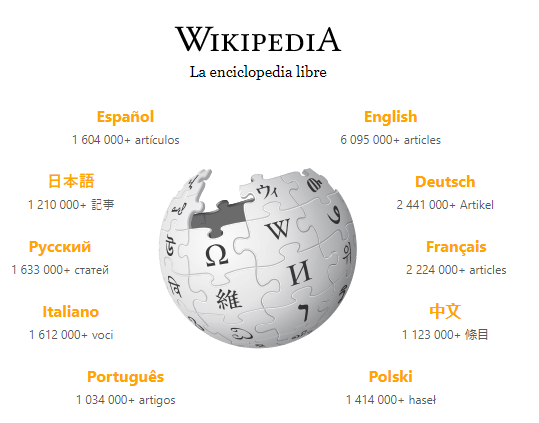 WIKIPEDIA
La enciclopedia libre
Español
1 604 000+ artículos
English
6 095 000+ articles
日本語
1 210 000+ 記事
Deutsch
2 441 000+ Artikel
Русский
1 633 000+ статей
Français
2 224 000+ articles
Italiano
1 612 000+ voci
中文
1 123 000+ 條目
Português
1 034 000+ artigos
Polski
1 414 000+ haseł
ウィ
Ω
W
維
И